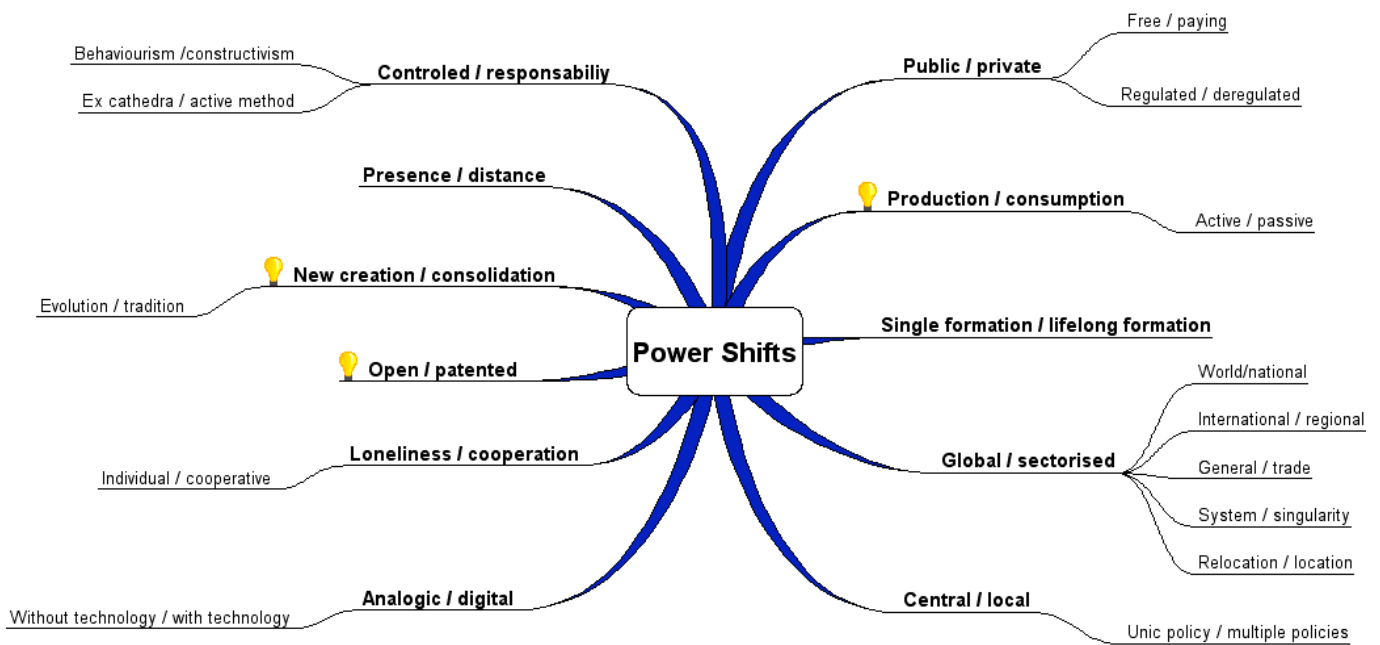 Power Shifts
Controled / responsabiliy
Behaviourism /constructivism
Ex cathedra / active method
Presence / distance
New creation / consolidation
Evolution / tradition
Open / patented
Loneliness / cooperation
Individual / cooperative
Analogic / digital
Without technology / with technology
Public / private
Free / paying
Regulated / deregulated
Production / consumption
Active / passive
Single formation / lifelong formation
Global / sectorised
World/national
International / regional
General / trade
System / singularity
Relocation / location
Central / local
Unic policy / multiple policies